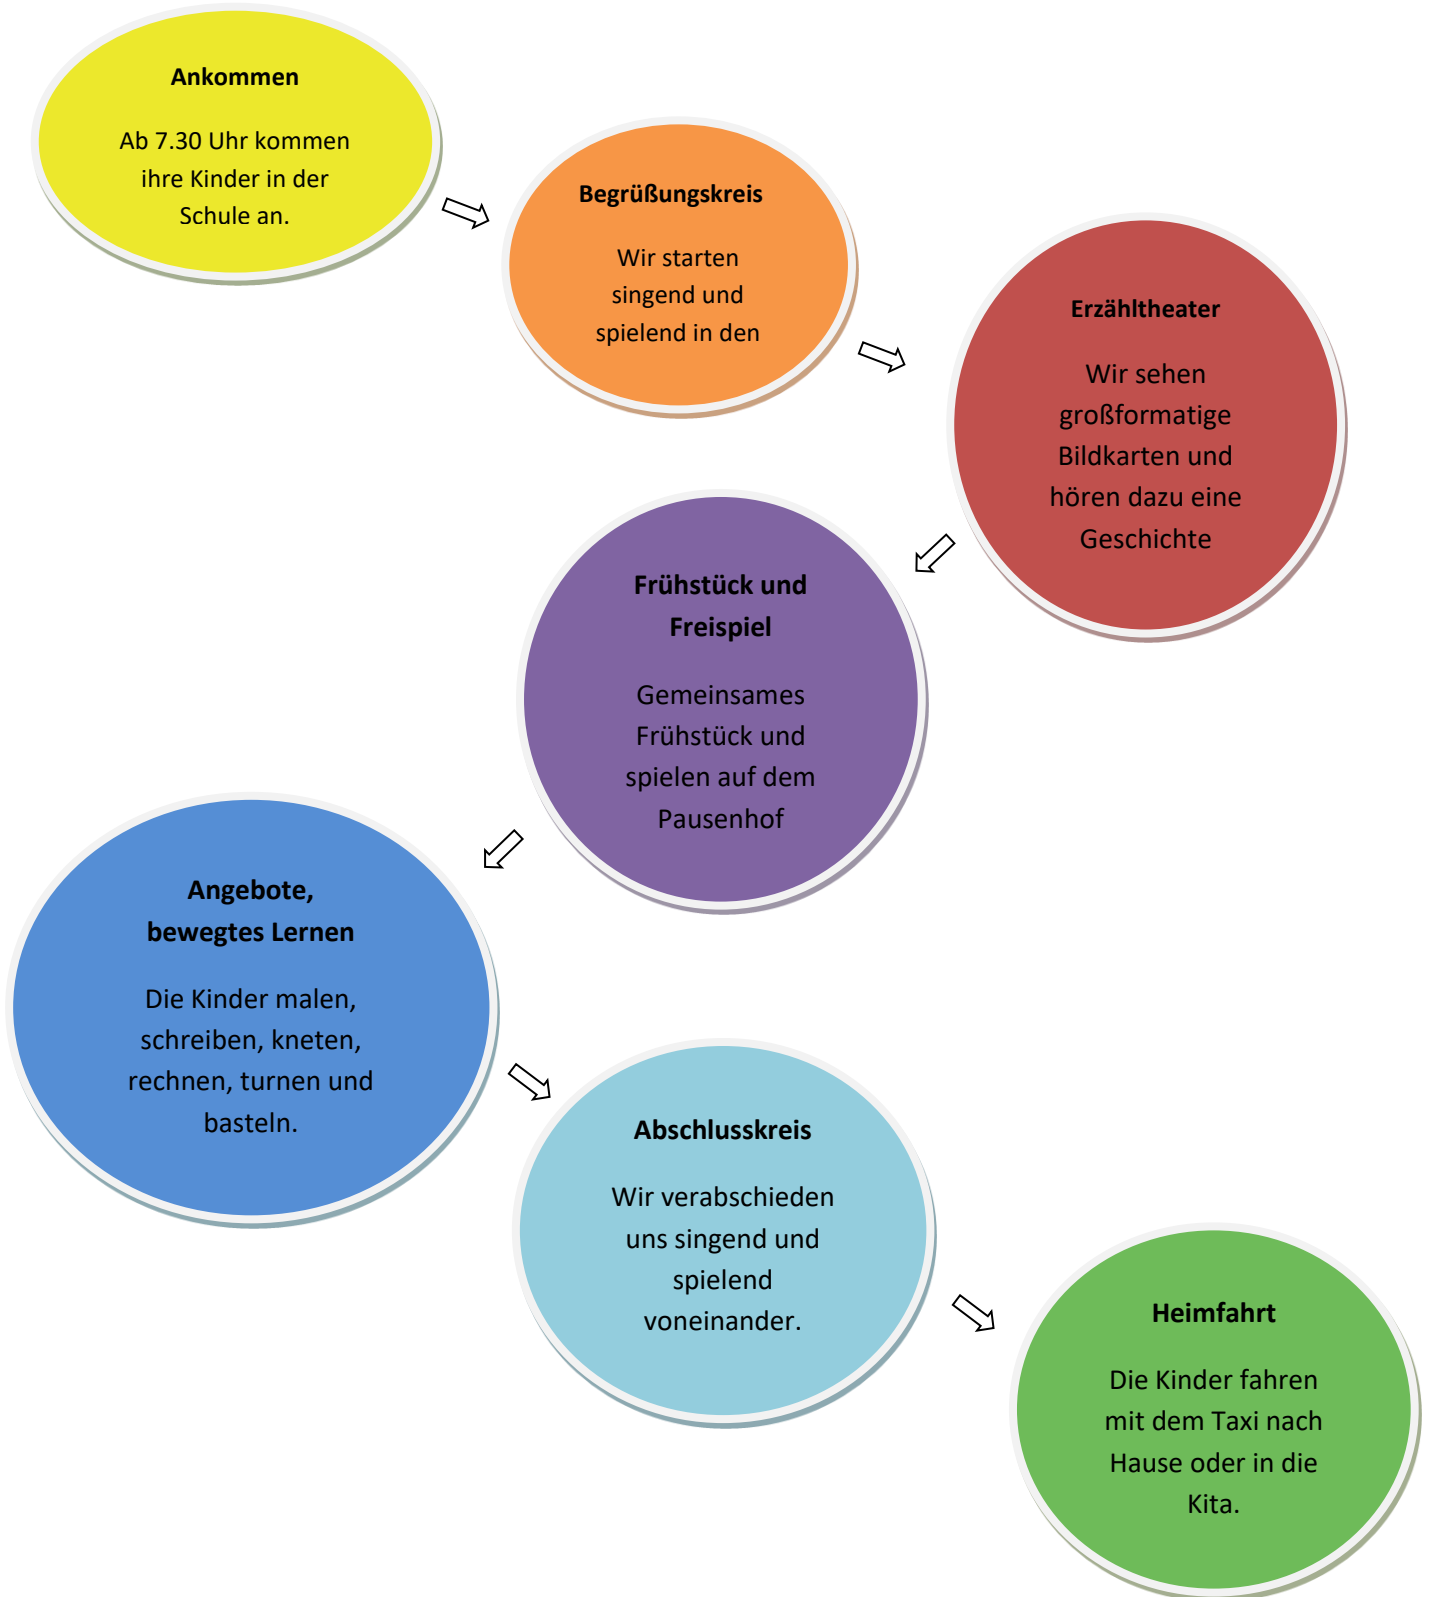 Ankommen
Ab 7.30 Uhr kommen
ihre Kinder in der
Schule an.
Begrüßungskreis
Wir starten
singend und
spielend in den
Erzähltheater
Wir sehen
großformatige
Bildkarten und
hören dazu eine
Geschichte
Frühstück und
Freispiel
Gemeinsames
Frühstück und
spielen auf dem
Pausenhof
Angebote,
bewegtes Lernen
Die Kinder malen,
schreiben, kneten,
rechnen, turnen und
basteln.
Abschlusskreis
Wir verabschieden
uns singend und
spielend
voneinander.
Heimfahrt
Die Kinder fahren
mit dem Taxi nach
Hause oder in die
Kita.